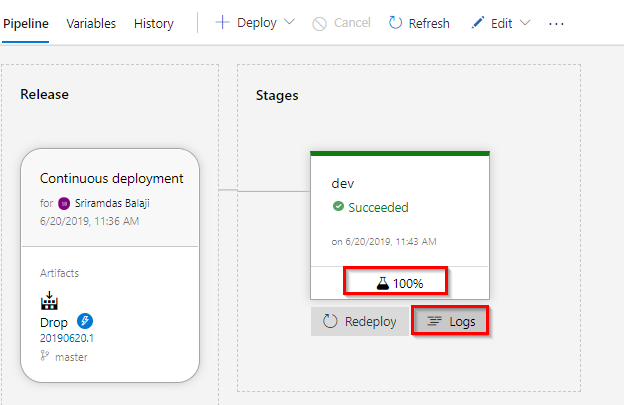 Pipeline Variables History Deploy Cancel Refresh Edit ...
Release
Stages
Continuous deployment
for Sriramdas Balaji
6/20/2019, 11:36 AM
Artifacts
Drop
20190620.1
master
dev
Succeeded
on 6/20/2019, 11:43 AM
100%
Redeploy Logs